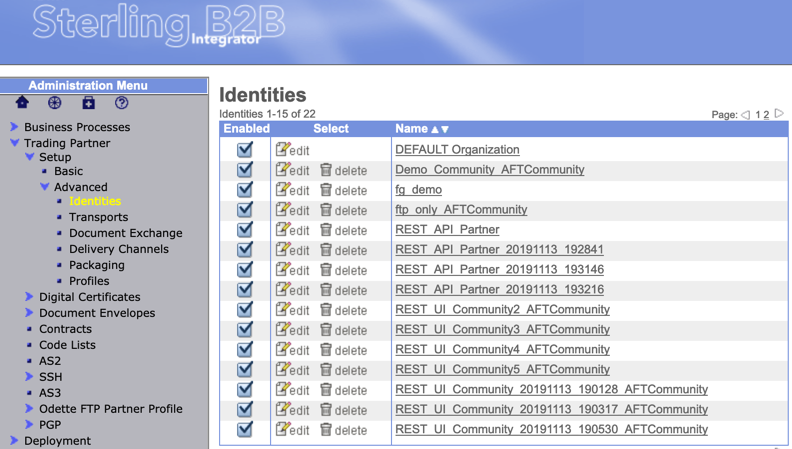 Sterling B2B
Integrator
Administration Menu
Business Processes
Trading Partner
Setup
Basic
Advanced
Identities
Transports
Document Exchange
Delivery Channels
Packaging
Profiles
Digital Certificates
Document Envelopes
Contracts
Code Lists
AS2
SSH
AS3
Odette FTP Partner Profile
PGP
Deployment
Identities
Identities 1-15 of 22 Page: 1 2
Enabled Select Name
edit DEFAULT Organization
edit delete Demo_Community_AFTCommunity
edit delete fg_demo
edit delete ftp_only_AFTCommunity
edit delete REST_API_Partner
edit delete REST_API_Partner_20191113_192841
edit delete REST_API_Partner_20191113_193146
edit delete REST_API_Partner_20191113_193216
edit delete REST_UI_Community2_AFTCommunity
edit delete REST_UI_Community3_AFTCommunity
edit delete REST_UI_Community4_AFTCommunity
edit delete REST_UI_Community5_AFTCommunity
edit delete REST_UI_Community_20191113_190128_AFTCommunity
edit delete REST_UI_Community_20191113_190317_AFTCommunity
edit delete REST_UI_Community_20191113_190530_AFTCommunity